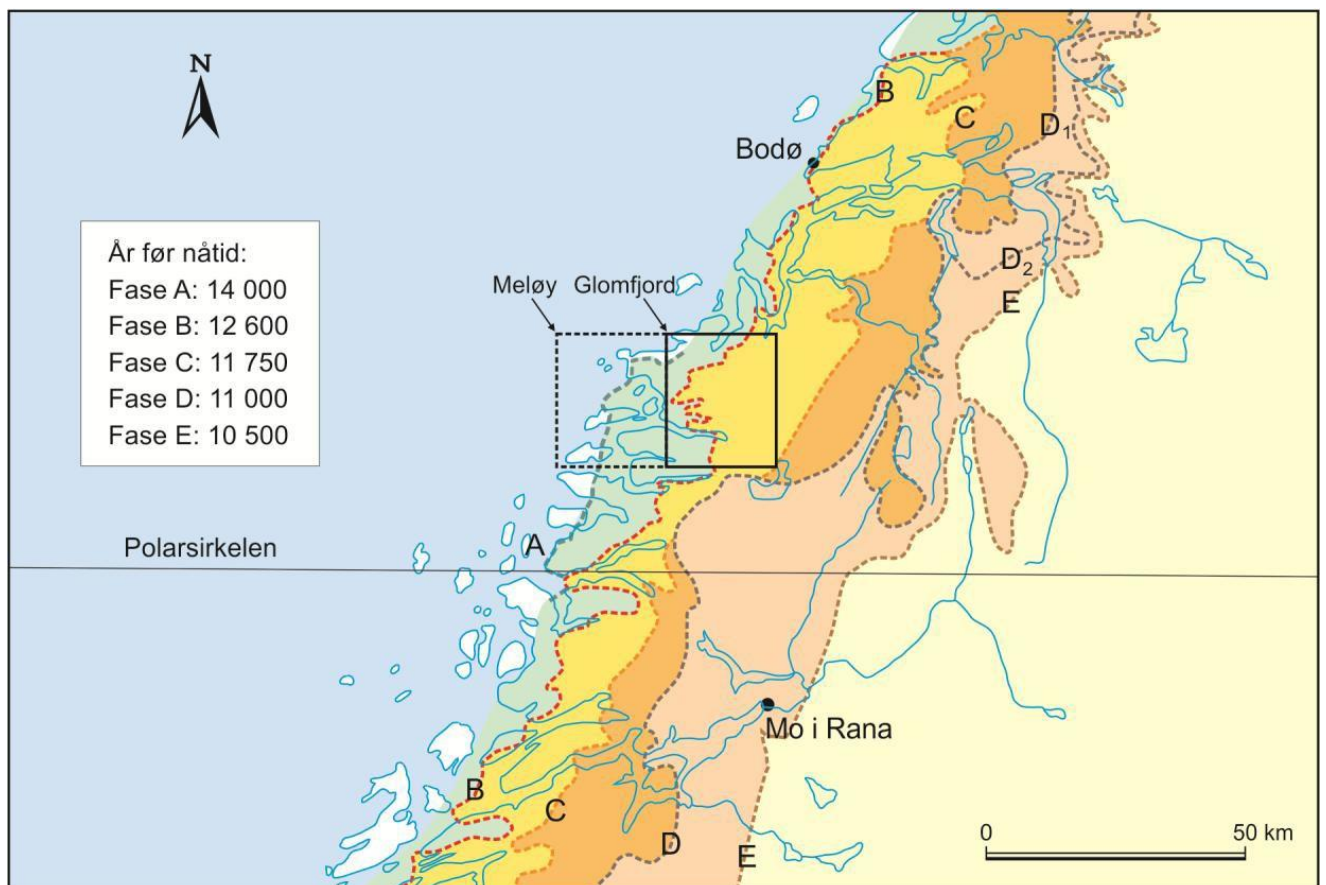 N
B
C
D₁
Bodø
År før nåtid:
Fase A: 14 000
Fase B: 12 600
Fase C: 11 750
Fase D: 11 000
Fase E: 10 500
D₂
E
Meløy
Glomfjord
A
Polarsirkelen
Mo i Rana
B
C
D
E
0
50 km